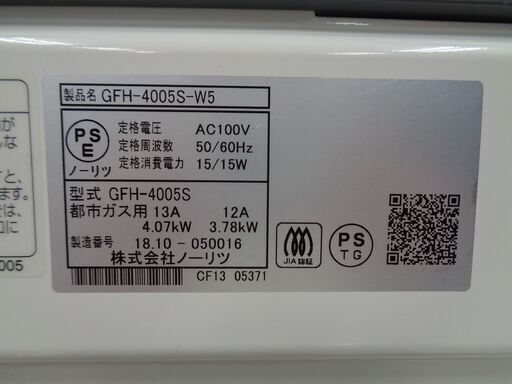 製品名 GFH-4005S-W5
PS
E
ノーリツ
定格電圧 AC100V
定格周波数 50/60Hz
定格消費電力 15/15W
型式 GFH-4005S
都市ガス用 13A 12A
4.07kW 3.78kW
製造番号 18.10-050016
株式会社ノーリツ
CF13 05371
JIA認証
PS
TG
が
んな
と、
ます。
では、
口に
005